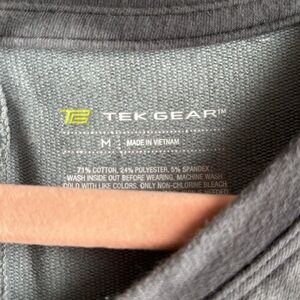 TEK GEAR™
M MADE IN VIETNAM
71% COTTON, 24% POLYESTER, 5% SPANDEX
WASH INSIDE OUT BEFORE WEARING, MACHINE WASH
COLD WITH LIKE COLORS. ONLY NON-CHLORINE BLEACH
NEEDED